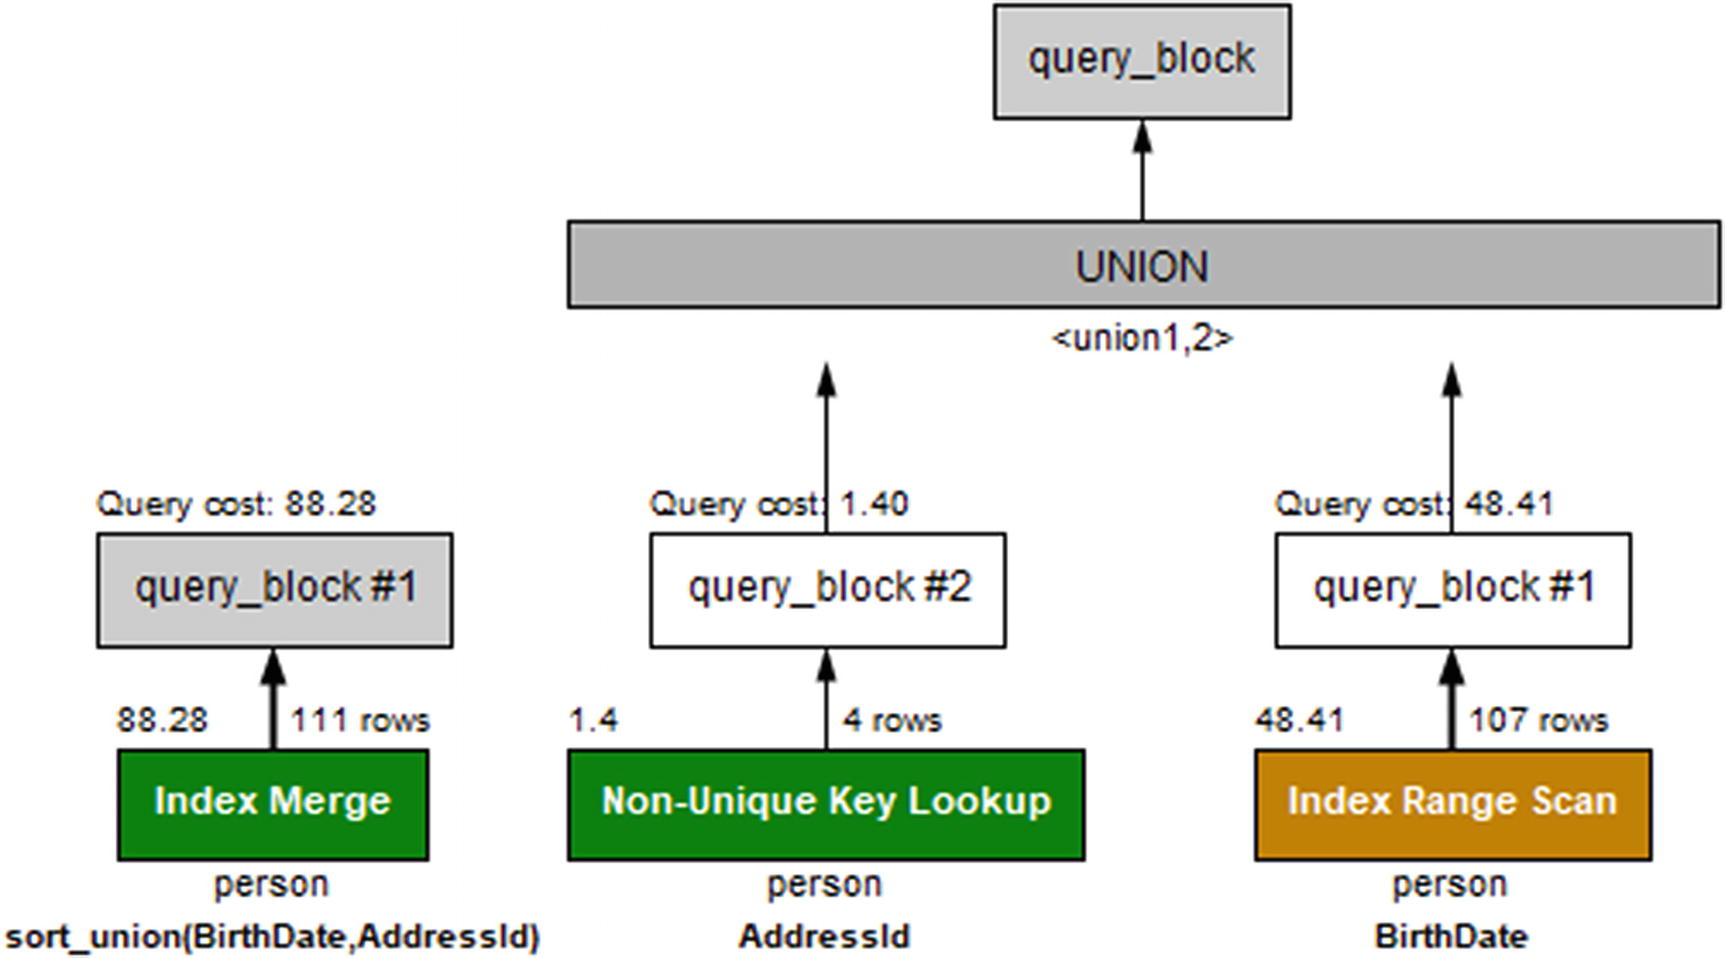 query_block
UNION
<union1,2>
Query cost: 88.28
Query cost: 1.40
Query cost: 48.41
query_block #1
query_block #2
query_block #1
88.28
111 rows
1.4
4 rows
48.41
107 rows
Index Merge
Non-Unique Key Lookup
Index Range Scan
person
person
person
sort_union(BirthDate,AddressId)
AddressId
BirthDate